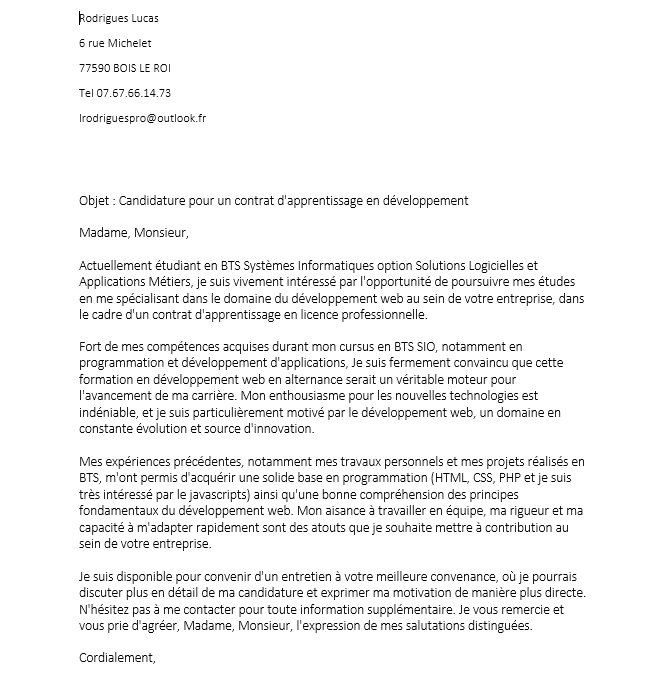 Rodrigues Lucas
6 rue Michelet
77590 BOIS LE ROI
Tel 07.67.66.14.73
lrodriguespro@outlook.fr
Objet : Candidature pour un contrat d'apprentissage en développement
Madame, Monsieur,
Actuellement étudiant en BTS Systèmes Informatiques option Solutions Logicielles et
Applications Métiers, je suis vivement intéressé par l'opportunité de poursuivre mes études
en me spécialisant dans le domaine du développement web au sein de votre entreprise, dans
le cadre d'un contrat d'apprentissage en licence professionnelle.
Fort de mes compétences acquises durant mon cursus en BTS SIO, notamment en
programmation et développement d'applications, Je suis fermement convaincu que cette
formation en développement web en alternance serait un véritable moteur pour
l'avancement de ma carrière. Mon enthousiasme pour les nouvelles technologies est
indéniable, et je suis particulièrement motivé par le développement web, un domaine en
constante évolution et source d'innovation.
Mes expériences précédentes, notamment mes travaux personnels et mes projets réalisés en
BTS, m'ont permis d'acquérir une solide base en programmation (HTML, CSS, PHP et je suis
très intéressé par le javascripts) ainsi qu'une bonne compréhension des principes
fondamentaux du développement web. Mon aisance à travailler en équipe, ma rigueur et ma
capacité à m'adapter rapidement sont des atouts que je souhaite mettre à contribution au
sein de votre entreprise.
Je suis disponible pour convenir d'un entretien à votre meilleure convenance, où je pourrais
discuter plus en détail de ma candidature et exprimer ma motivation de manière plus directe.
N'hésitez pas à me contacter pour toute information supplémentaire. Je vous remercie et
vous prie d'agréer, Madame, Monsieur, l'expression de mes salutations distinguées.
Cordialement,